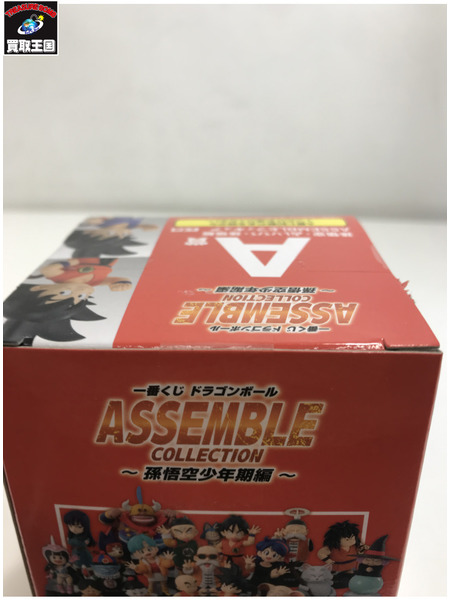 買取王国
A
賞
一番くじ ドラゴンボール
ASSEMBLE
COLLECTION
～ 孫悟空少年期編 ～
一番くじ ドラゴンボール
ASSEMBLE
COLLECTION
～ 孫悟空少年期編 ～